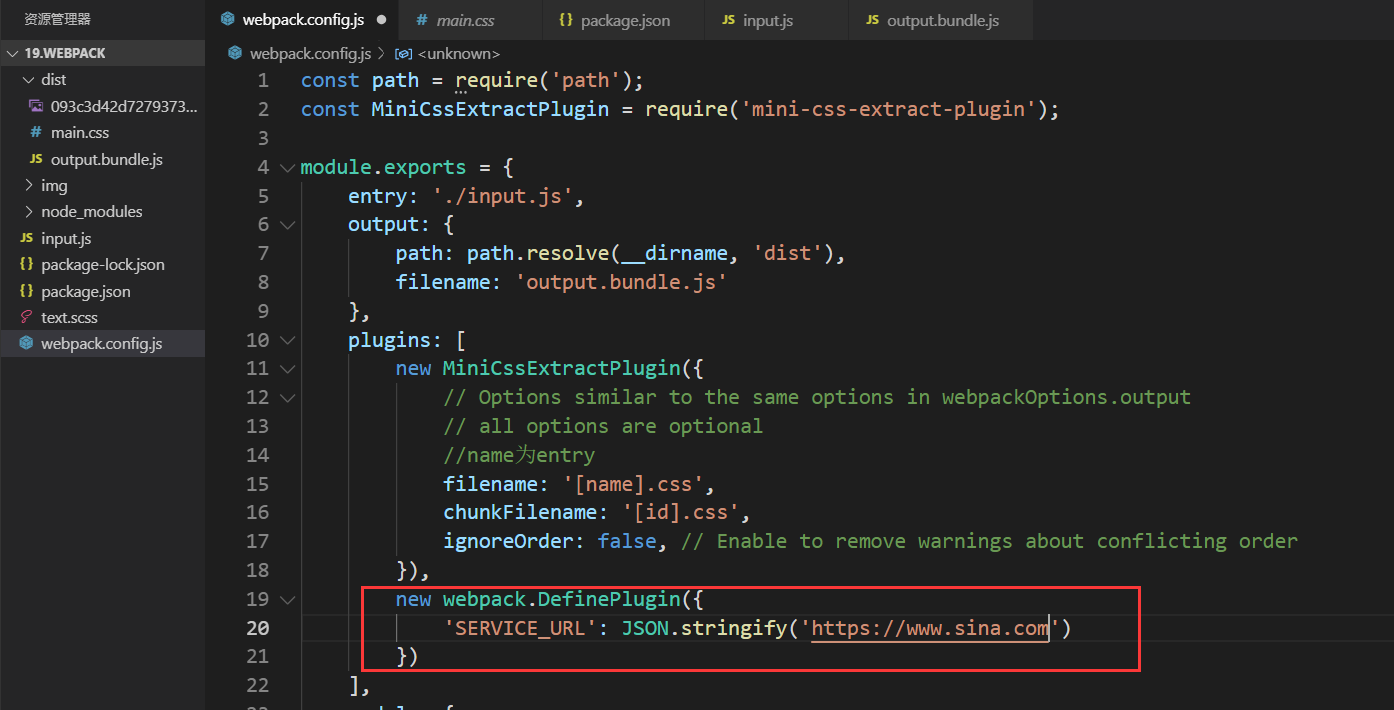 资源管理器
webpack.config.js ●
# main.css
{} package.json
JS input.js
JS output.bundle.js
19.WEBPACK
dist
093c3d42d7279373...
# main.css
JS output.bundle.js
img
node_modules
JS input.js
{} package-lock.json
{} package.json
text.scss
webpack.config.js
webpack.config.js > <unknown>
1 const path = require('path');
2 const MiniCssExtractPlugin = require('mini-css-extract-plugin');
3
4 module.exports = {
5 entry: './input.js',
6 output: {
7 path: path.resolve(__dirname, 'dist'),
8 filename: 'output.bundle.js'
9 },
10 plugins: [
11 new MiniCssExtractPlugin({
12 // Options similar to the same options in webpackOptions.output
13 // all options are optional
14 //name为entry
15 filename: '[name].css',
16 chunkFilename: '[id].css',
17 ignoreOrder: false, // Enable to remove warnings about conflicting order
18 }),
19 new webpack.DefinePlugin({
20 'SERVICE_URL': JSON.stringify('https://www.sina.com')
21 })
22 ],